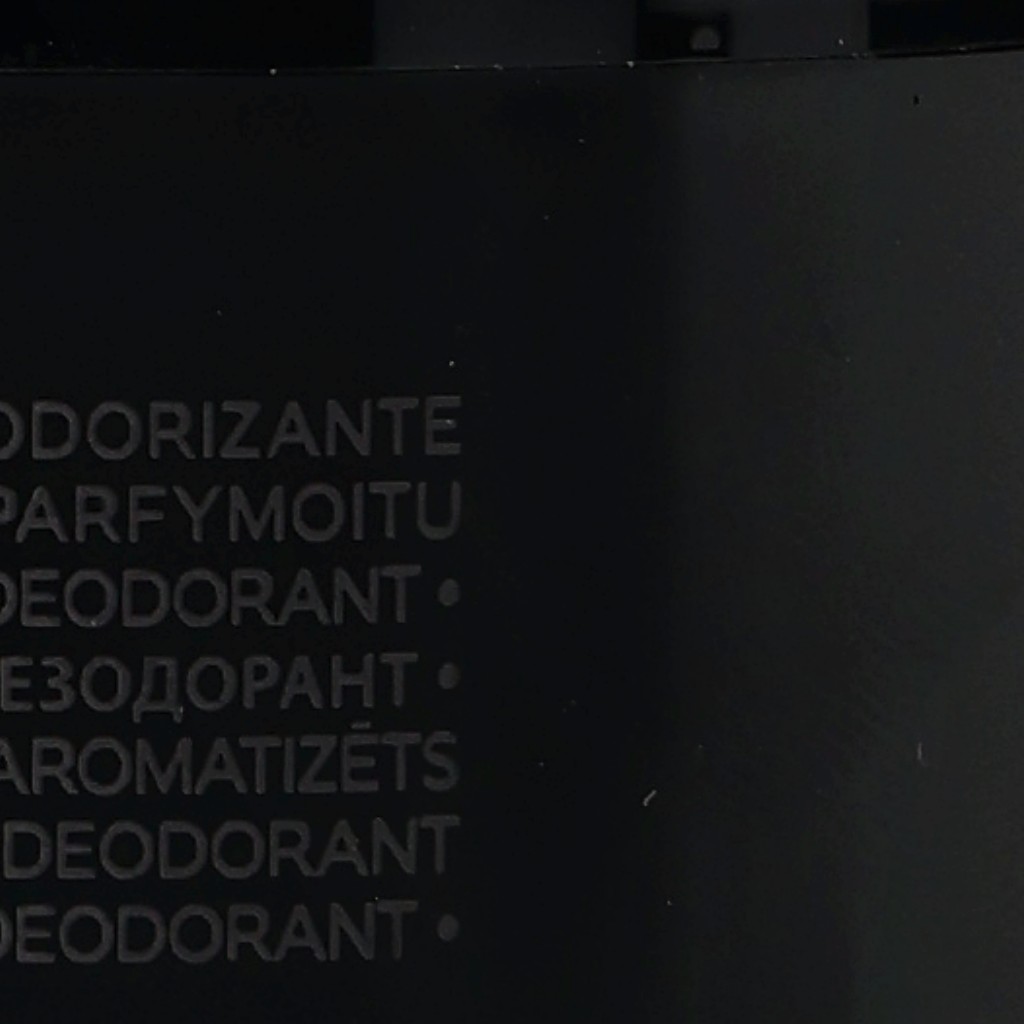 ODORIZANTE
PARFYMOITU
DEODORANT •
ЕЗОДОРАНТ •
AROMATIZĒTS
DEODORANT
DEODORANT •